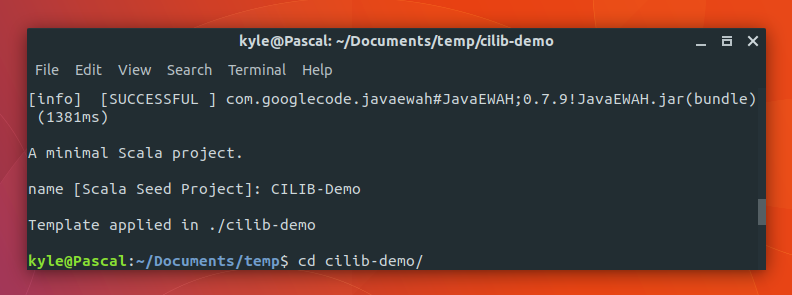 kyle@Pascal: ~/Documents/temp/cilib-demo
File Edit View Search Terminal Help
[info]  [SUCCESSFUL ] com.googlecode.javaewah#JavaEWAH;0.7.9!JavaEWAH.jar(bundle)
 (1381ms)
A minimal Scala project.
name [Scala Seed Project]: CILIB-Demo
Template applied in ./cilib-demo
kyle@Pascal:~/Documents/temp$ cd cilib-demo/